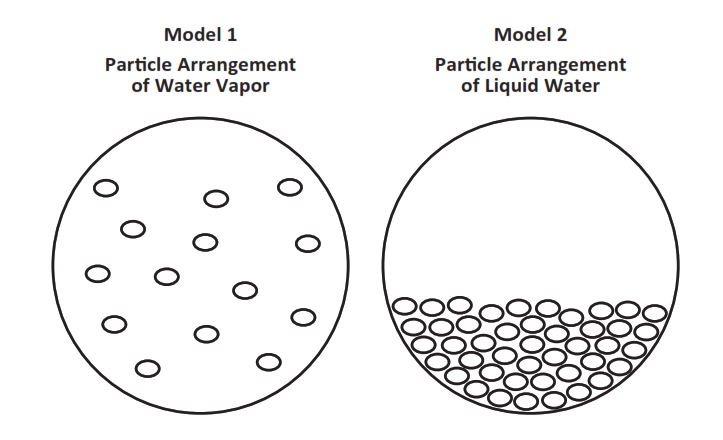 Model 1
Particle Arrangement
of Water Vapor
Model 2
Particle Arrangement
of Liquid Water